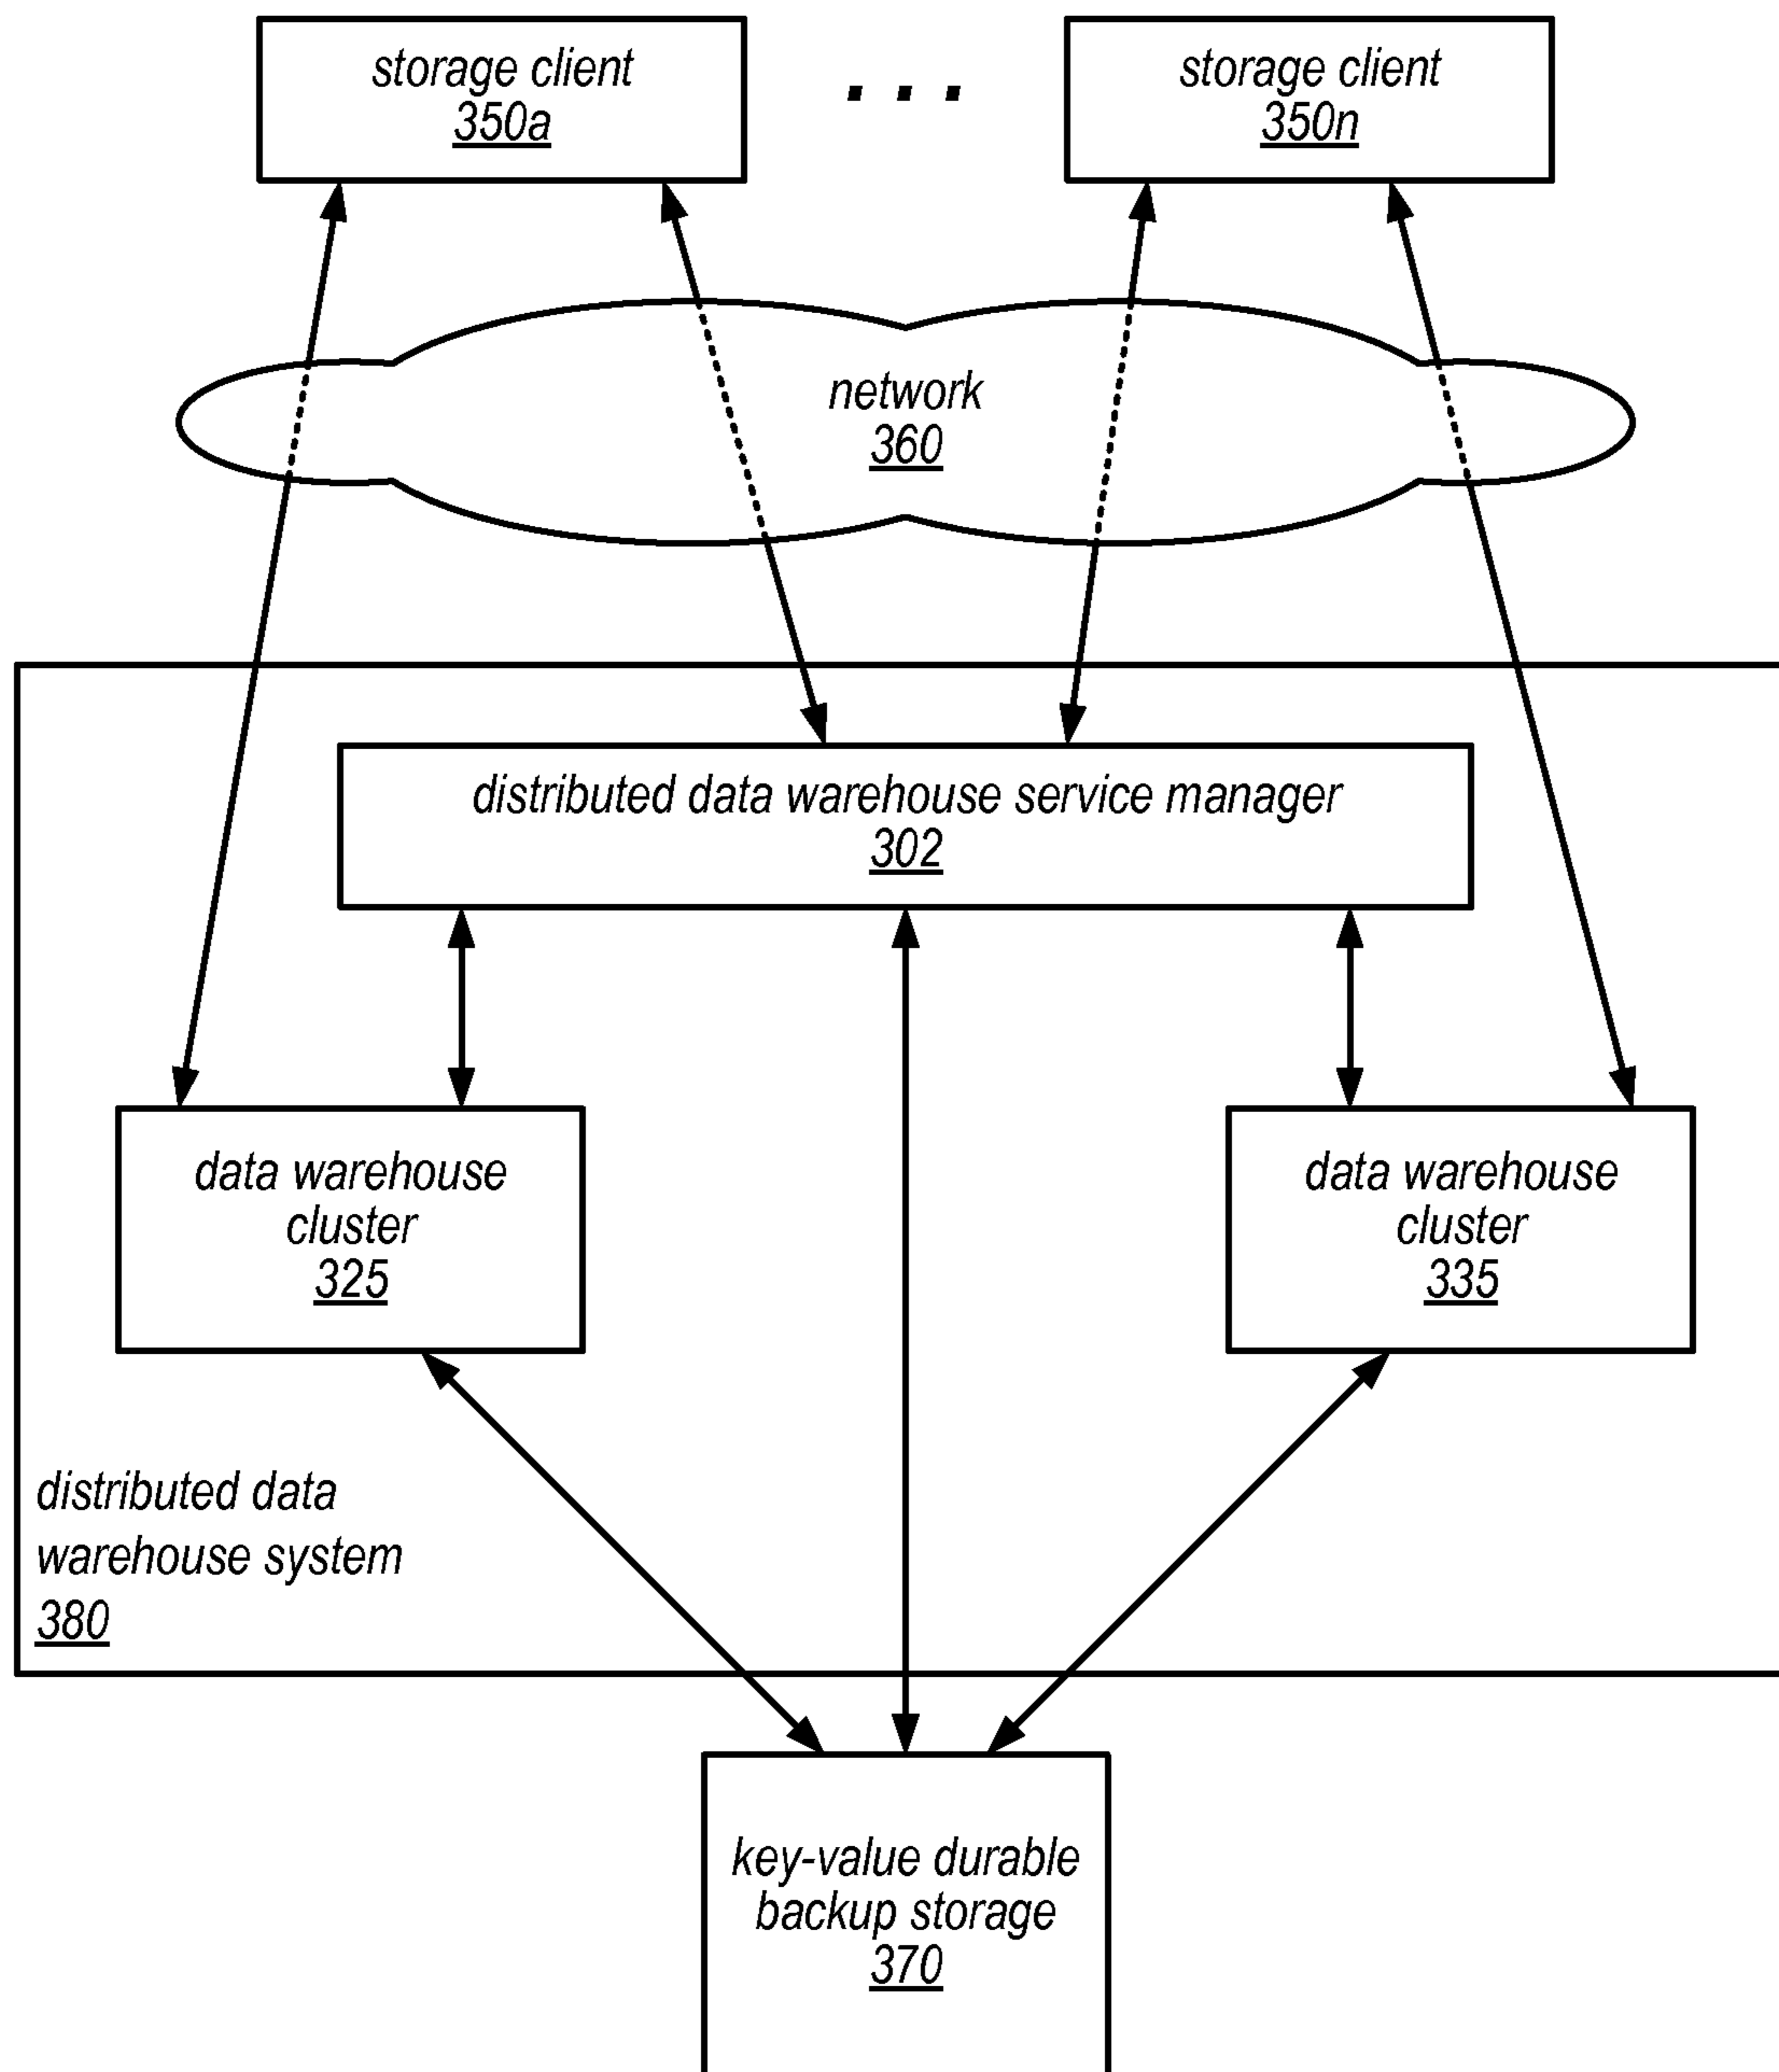 storage client
350a
. . .
storage client
350n
network
360
distributed data warehouse service manager
302
data warehouse
cluster
325
data warehouse
cluster
335
distributed data
warehouse system
380
key-value durable
backup storage
370